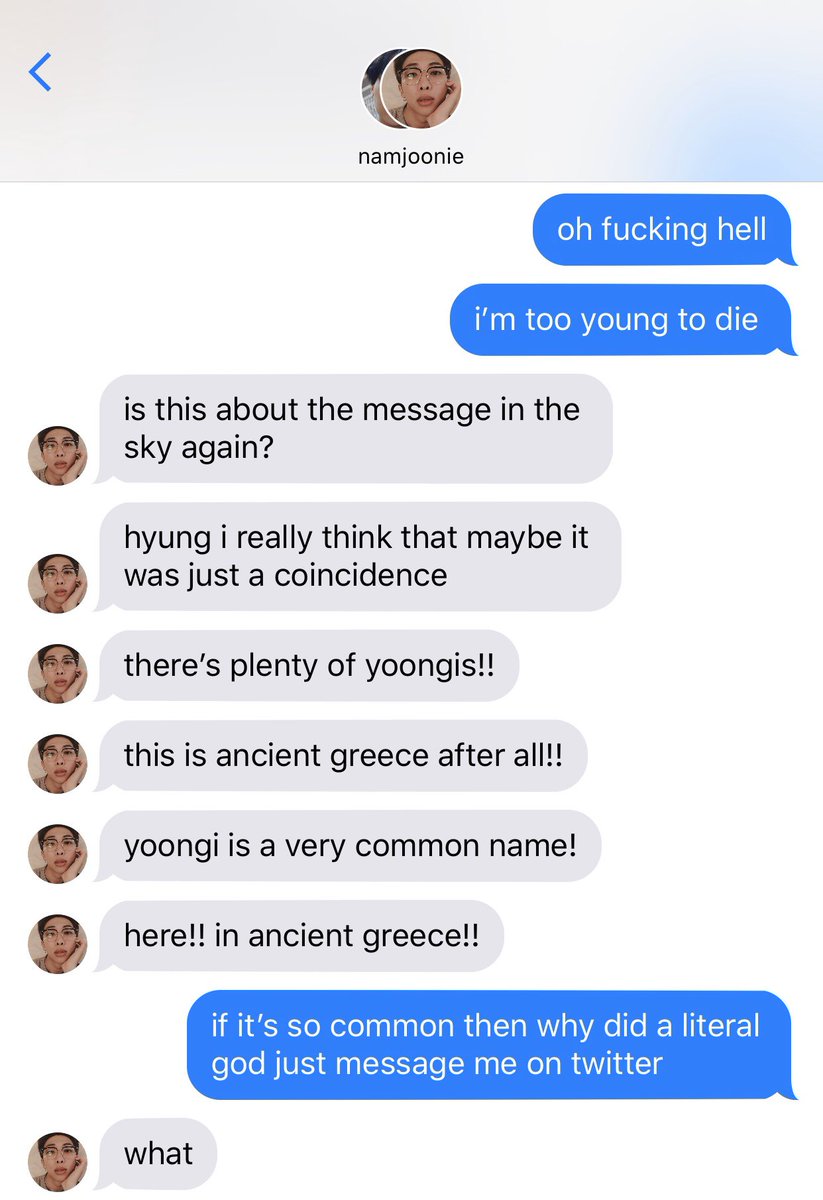 namjoonie
oh fucking hell
i’m too young to die
is this about the message in the
sky again?
hyung i really think that maybe it
was just a coincidence
there’s plenty of yoongis!!
this is ancient greece after all!!
yoongi is a very common name!
here!! in ancient greece!!
if it’s so common then why did a literal
god just message me on twitter
what